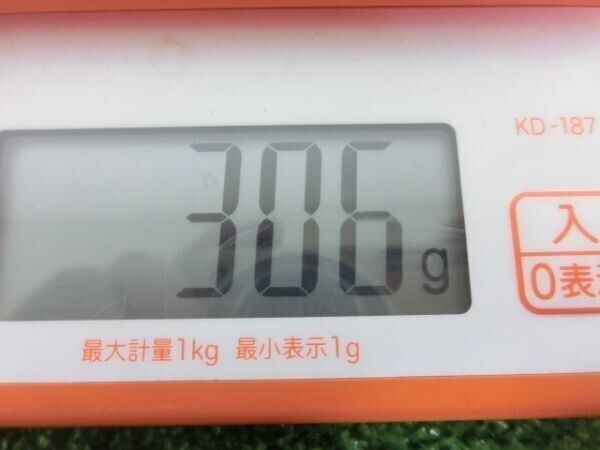 KD-187
306 g
入
0表示
最大計量1kg 最小表示1g